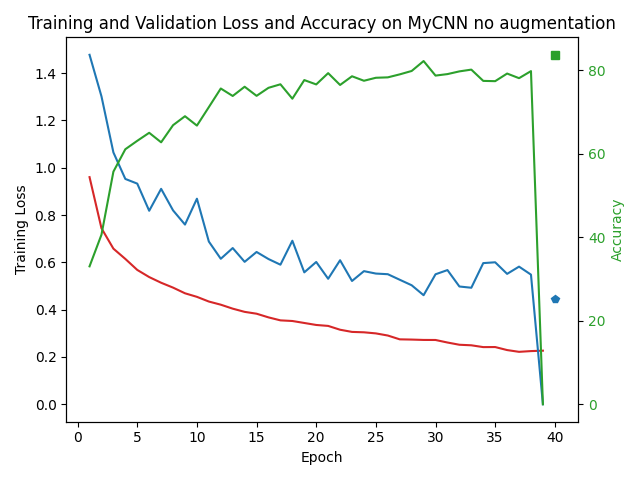 Training and Validation Loss and Accuracy on MyCNN no augmentation
Training Loss
1.4
1.2
1.0
0.8
0.6
0.4
0.2
0.0
80
60
40
20
0
Accuracy
0 5 10 15 20 25 30 35 40
Epoch